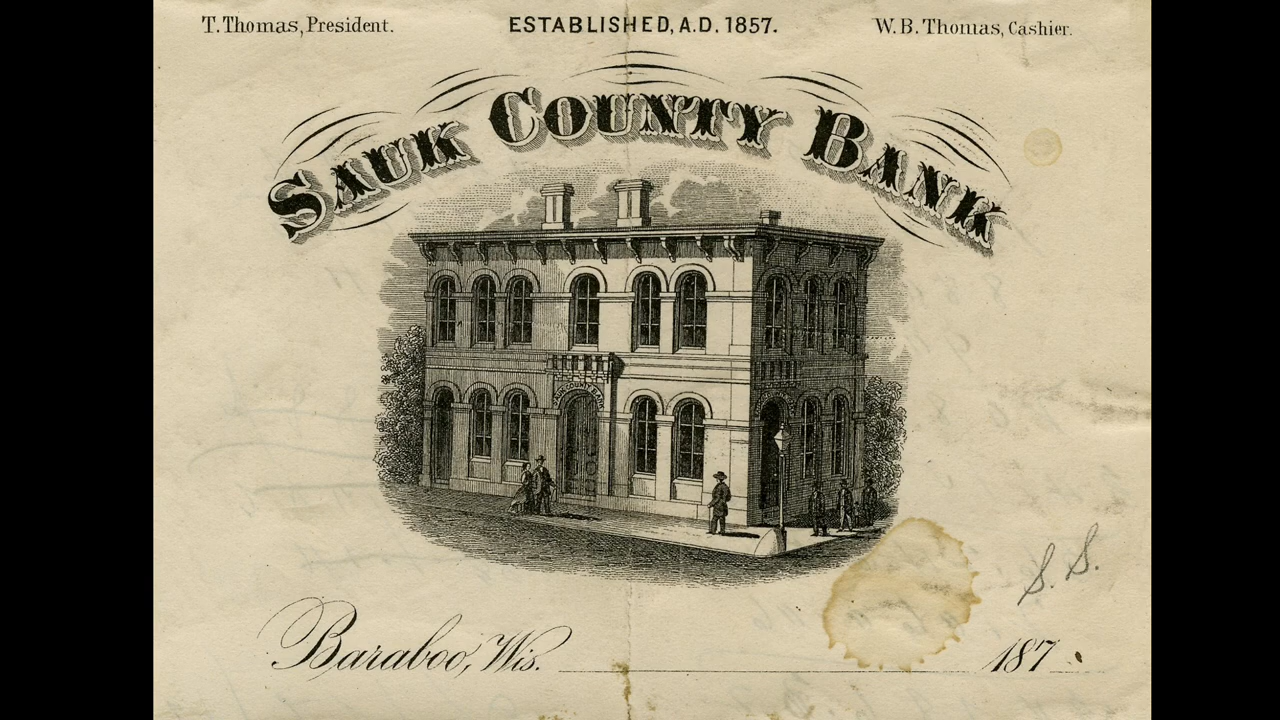 T. Thomas, President.
ESTABLISHED, A.D. 1857.
W. B. Thomas, Cashier.
SAUK COUNTY BANK
Baraboo, Wis.
187
S. S.